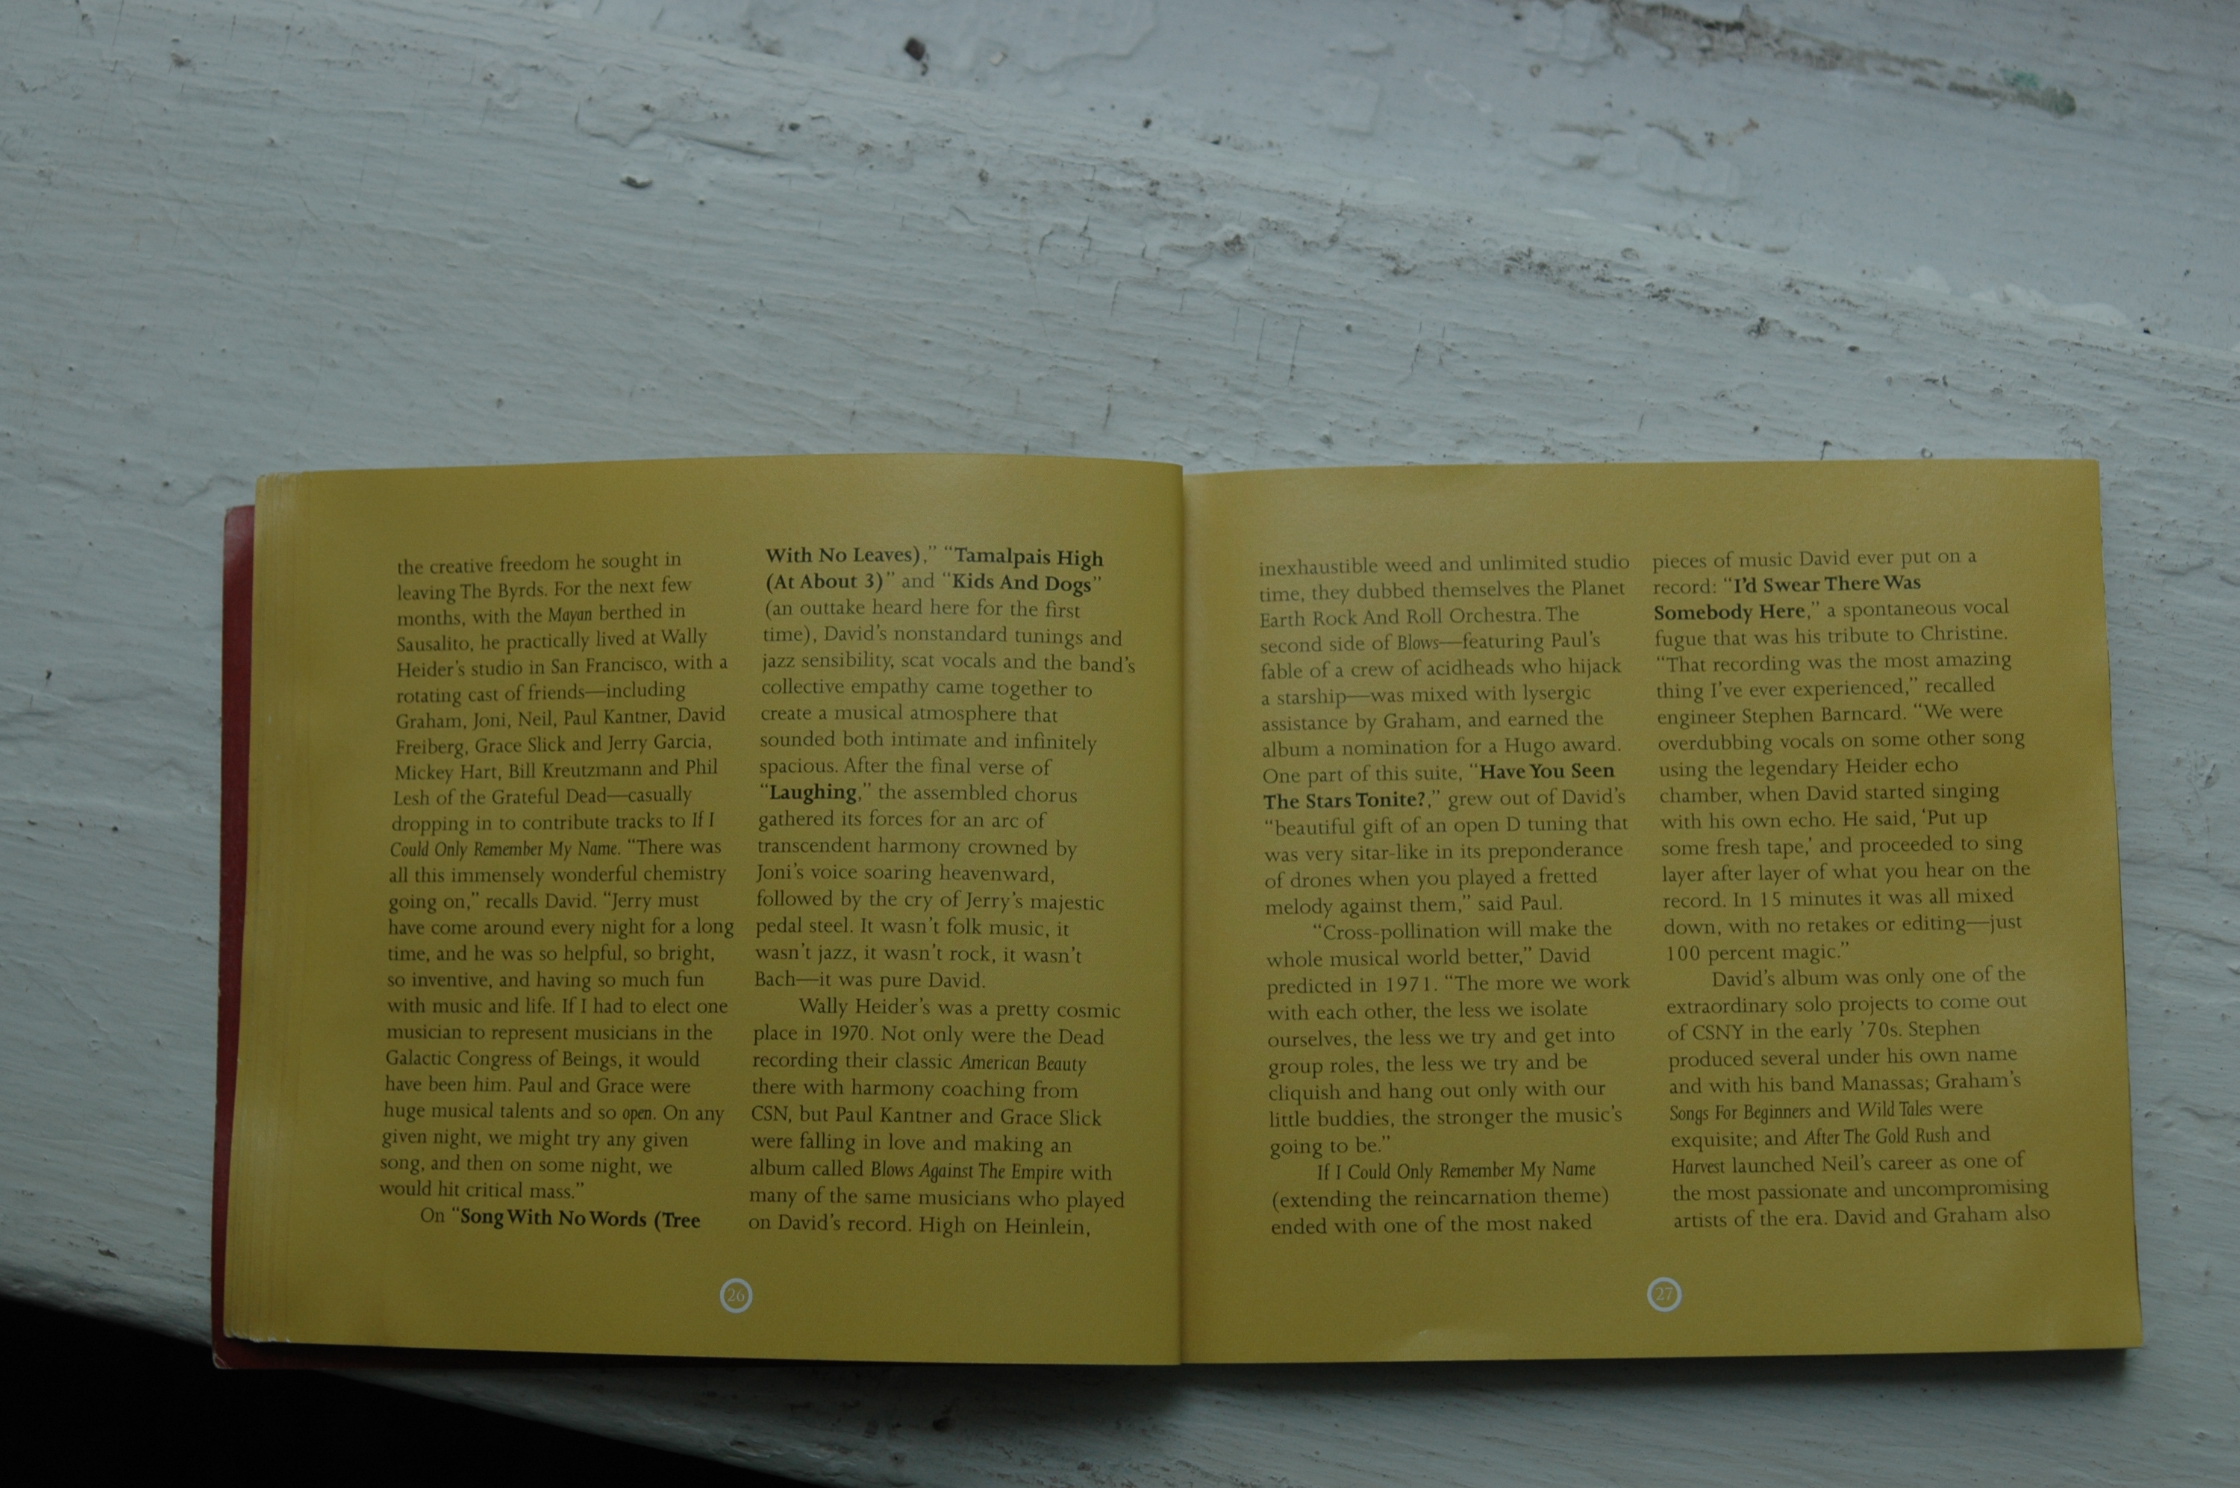 the creative freedom he sought in
leaving The Byrds. For the next few
months, with the Mayan berthed in
Sausalito, he practically lived at Wally
Heider's studio in San Francisco, with a
rotating cast of friends—including
Graham, Joni, Neil, Paul Kantner, David
Freiberg, Grace Slick and Jerry Garcia,
Mickey Hart, Bill Kreutzmann and Phil
Lesh of the Grateful Dead—casually
dropping in to contribute tracks to If I
Could Only Remember My Name. “There was
all this immensely wonderful chemistry
going on,” recalls David. “Jerry must
have come around every night for a long
time, and he was so helpful, so bright,
so inventive, and having so much fun
with music and life. If I had to elect one
musician to represent musicians in the
Galactic Congress of Beings, it would
have been him. Paul and Grace were
huge musical talents and so open. On any
given night, we might try any given
song, and then on some night, we
would hit critical mass.”
On “Song With No Words (Tree
With No Leaves),” “Tamalpais High
(At About 3)” and “Kids And Dogs”
(an outtake heard here for the first
time), David's nonstandard tunings and
jazz sensibility, scat vocals and the band's
collective empathy came together to
create a musical atmosphere that
sounded both intimate and infinitely
spacious. After the final verse of
“Laughing,” the assembled chorus
gathered its forces for an arc of
transcendent harmony crowned by
Joni's voice soaring heavenward,
followed by the cry of Jerry's majestic
pedal steel. It wasn't folk music, it
wasn't jazz, it wasn't rock, it wasn't
Bach—it was pure David.
Wally Heider's was a pretty cosmic
place in 1970. Not only were the Dead
recording their classic American Beauty
there with harmony coaching from
CSN, but Paul Kantner and Grace Slick
were falling in love and making an
album called Blows Against The Empire with
many of the same musicians who played
on David's record. High on Heinlein,
26
inexhaustible weed and unlimited studio
time, they dubbed themselves the Planet
Earth Rock And Roll Orchestra. The
second side of Blows—featuring Paul's
fable of a crew of acidheads who hijack
a starship—was mixed with lysergic
assistance by Graham, and earned the
album a nomination for a Hugo award.
One part of this suite, “Have You Seen
The Stars Tonite?,” grew out of David's
“beautiful gift of an open D tuning that
was very sitar-like in its preponderance
of drones when you played a fretted
melody against them,” said Paul.
“Cross-pollination will make the
whole musical world better,” David
predicted in 1971. “The more we work
with each other, the less we isolate
ourselves, the less we try and get into
group roles, the less we try and be
cliquish and hang out only with our
little buddies, the stronger the music's
going to be.”
If I Could Only Remember My Name
(extending the reincarnation theme)
ended with one of the most naked
pieces of music David ever put on a
record: “I'd Swear There Was
Somebody Here,” a spontaneous vocal
fugue that was his tribute to Christine.
“That recording was the most amazing
thing I've ever experienced,” recalled
engineer Stephen Barncard. “We were
overdubbing vocals on some other song
using the legendary Heider echo
chamber, when David started singing
with his own echo. He said, ‘Put up
some fresh tape,’ and proceeded to sing
layer after layer of what you hear on the
record. In 15 minutes it was all mixed
down, with no retakes or editing—just
100 percent magic.”
David's album was only one of the
extraordinary solo projects to come out
of CSNY in the early ’70s. Stephen
produced several under his own name
and with his band Manassas; Graham's
Songs For Beginners and Wild Tales were
exquisite; and After The Gold Rush and
Harvest launched Neil's career as one of
the most passionate and uncompromising
artists of the era. David and Graham also
27